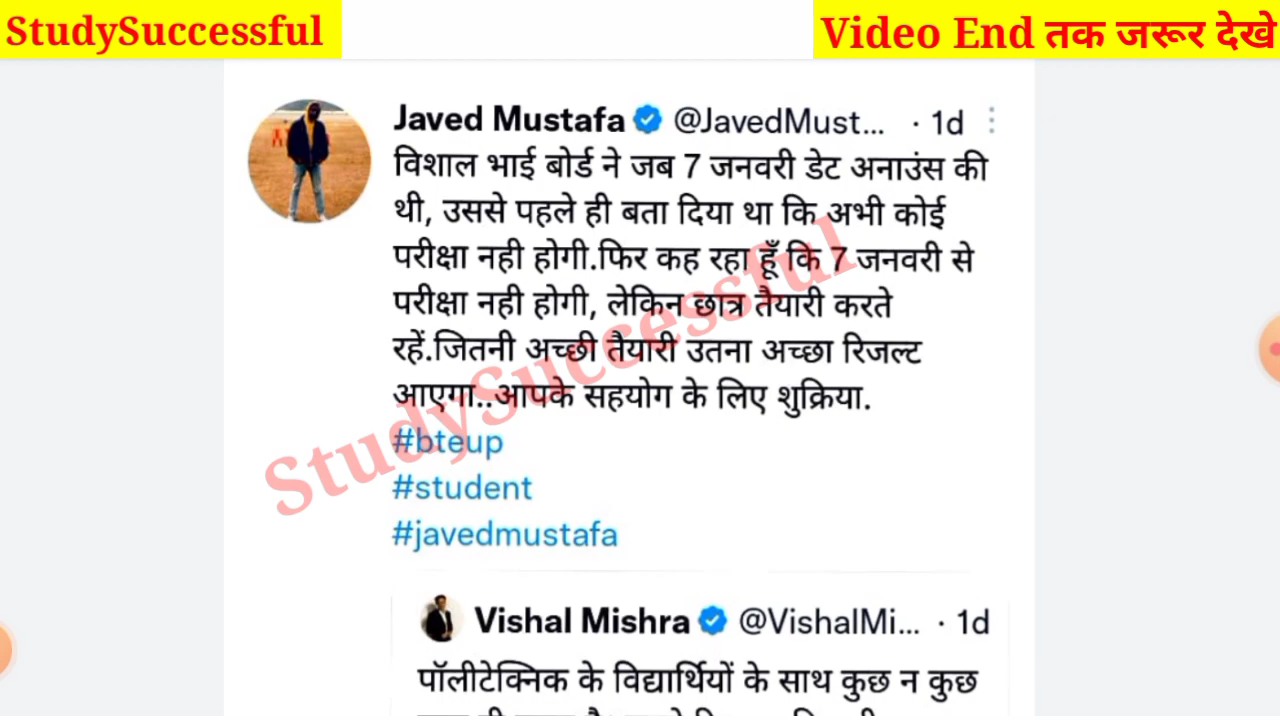 StudySuccessful
Video End तक जरूर देखे
Javed Mustafa @JavedMust... · 1d
विशाल भाई बोर्ड ने जब 7 जनवरी डेट अनाउंस की
थी, उससे पहले ही बता दिया था कि अभी कोई
परीक्षा नही होगी.फिर कह रहा हूँ कि 7 जनवरी से
परीक्षा नही होगी, लेकिन छात्र तैयारी करते
रहें.जितनी अच्छी तैयारी उतना अच्छा रिजल्ट
आएगा..आपके सहयोग के लिए शुक्रिया.
StudySuccessful
#bteup
#student
#javedmustafa
Vishal Mishra @VishalMi... · 1d
पॉलीटेक्निक के विद्यार्थियों के साथ कुछ न कुछ